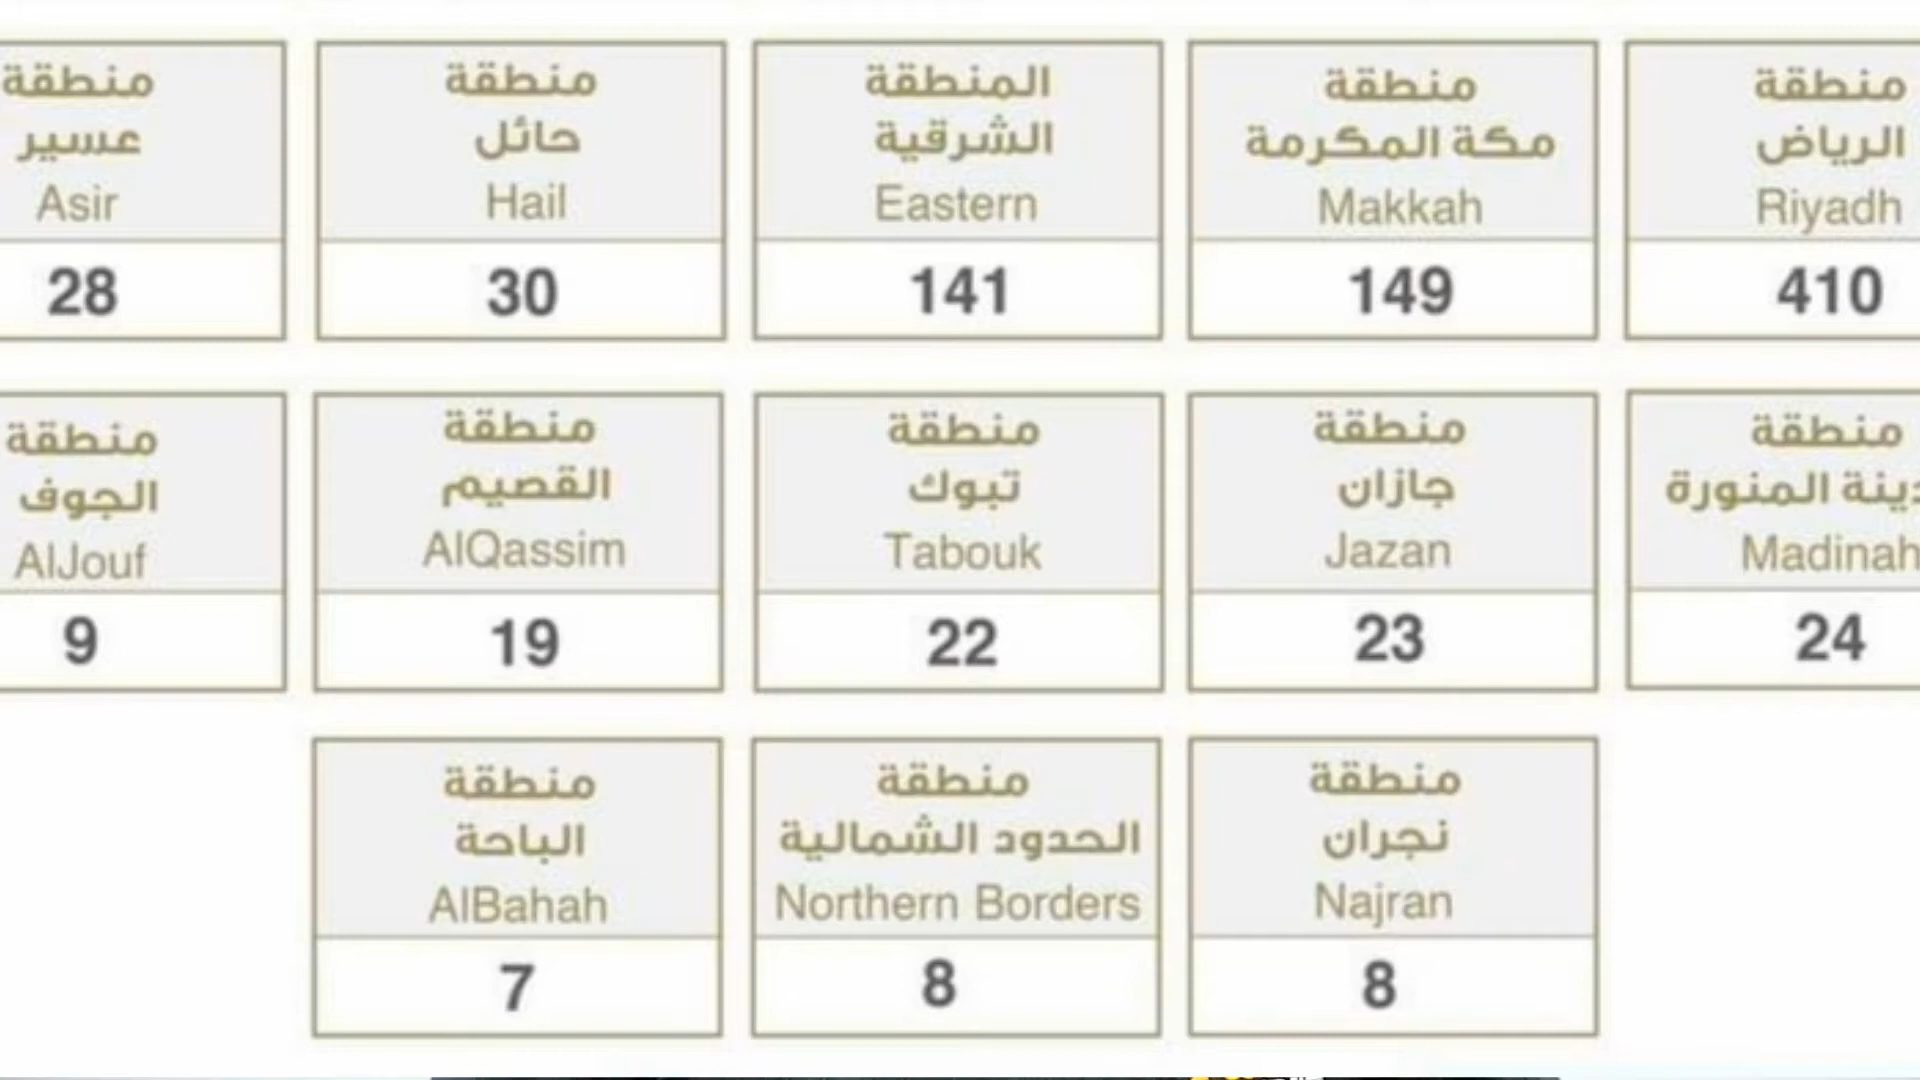 منطقة
الرياض
Riyadh
410
منطقة
مكة المكرمة
Makkah
149
المنطقة
الشرقية
Eastern
141
منطقة
حائل
Hail
30
منطقة
عسير
Asir
28
منطقة
دينة المنورة
Madinah
24
منطقة
جازان
Jazan
23
منطقة
تبوك
Tabouk
22
منطقة
القصيم
AlQassim
19
منطقة
الجوف
AlJouf
9
منطقة
نجران
Najran
8
منطقة
الحدود الشمالية
Northern Borders
8
منطقة
الباحة
AlBahah
7